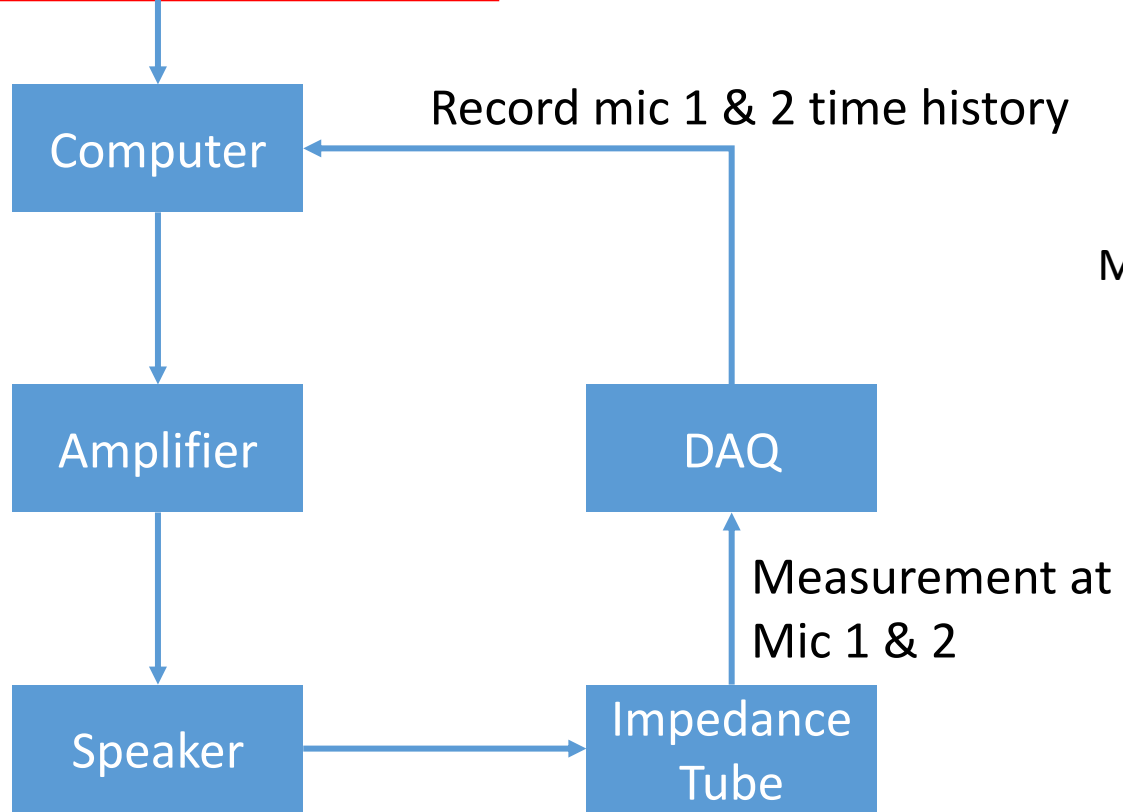 Record mic 1 & 2 time history
Computer
Amplifier
DAQ
Measurement at
Mic 1 & 2
Speaker
Impedance
Tube